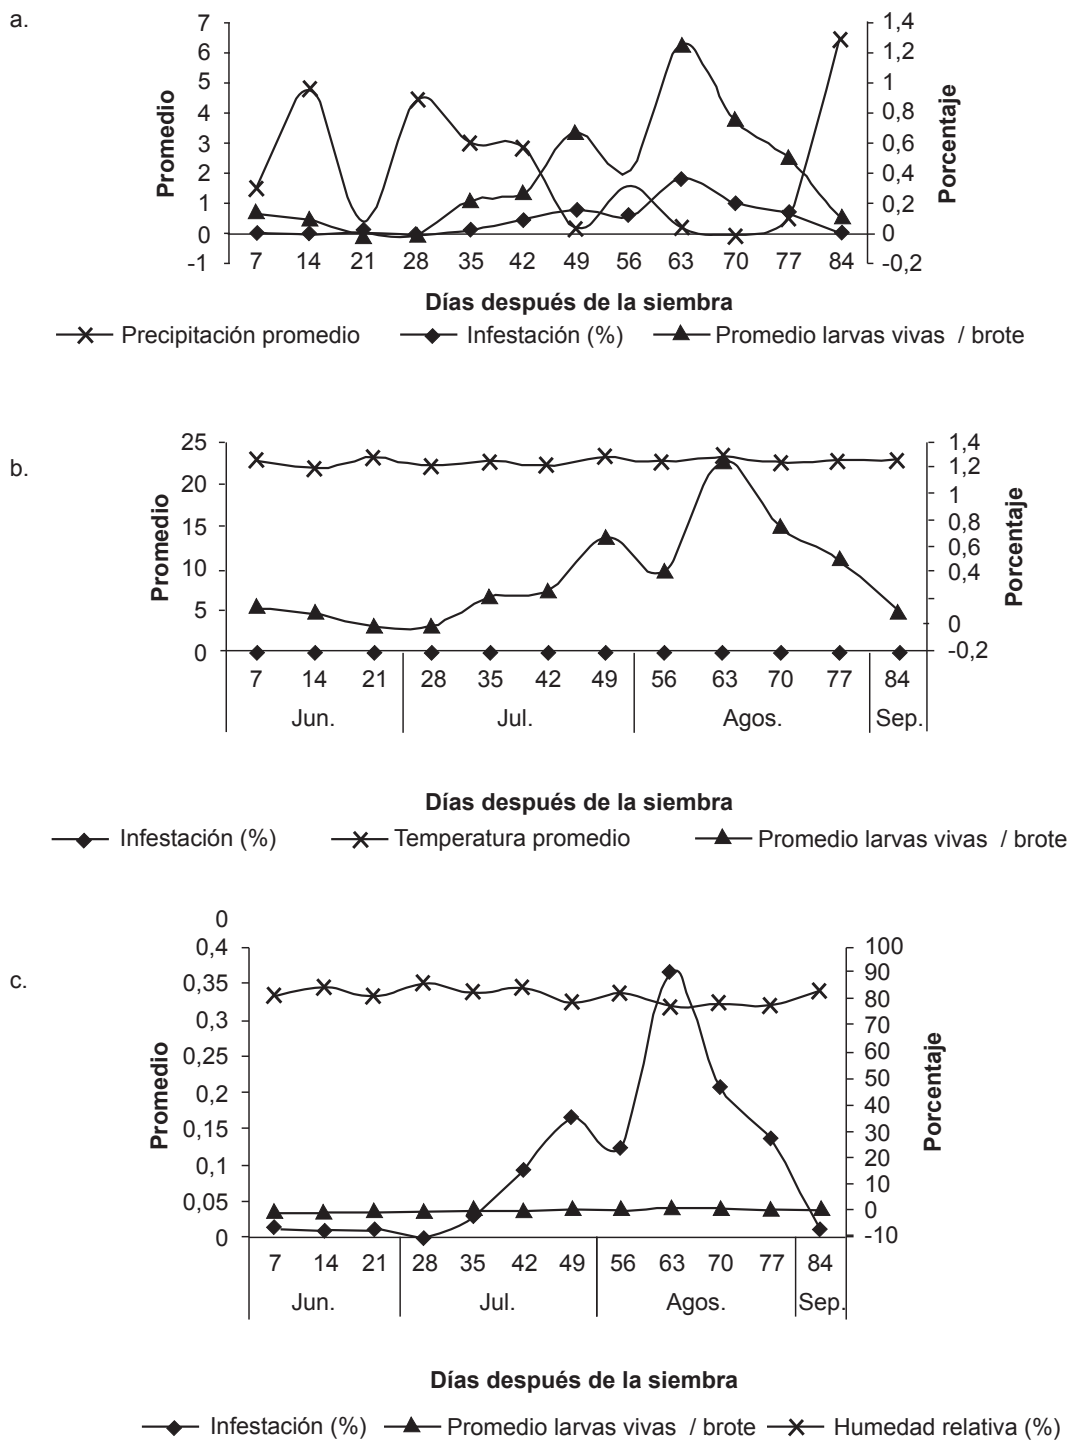 a.
7
6
5
4
3
2
1
0
-1
Promedio
1,4
1,2
1
0,8
0,6
0,4
0,2
0
-0,2
Porcentaje
7 14 21 28 35 42 49 56 63 70 77 84
Días después de la siembra
Precipitación promedio Infestación (%) Promedio larvas vivas / brote
b.
25
20
15
10
5
0
Promedio
1,4
1,2
1
0,8
0,6
0,4
0
-0,2
Porcentaje
7 14 21 28 35 42 49 56 63 70 77 84
Jun. Jul. Agos. Sep.
Días después de la siembra
Infestación (%) Temperatura promedio Promedio larvas vivas / brote
c.
0
0,4
0,35
0,3
0,25
0,2
0,15
0,1
0,05
0
Promedio
100
90
80
70
60
50
40
30
20
10
0
-10
Porcentaje
7 14 21 28 35 42 49 56 63 70 77 84
Jun. Jul. Agos. Sep.
Días después de la siembra
Infestación (%) Promedio larvas vivas / brote Humedad relativa (%)